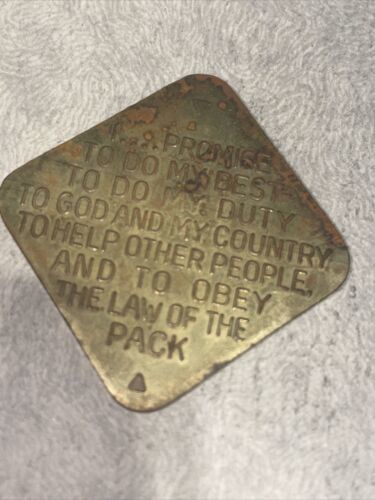 I, . . . PROMISE
TO DO MY BEST
TO DO MY DUTY
TO GOD AND MY COUNTRY
TO HELP OTHER PEOPLE,
AND TO OBEY
THE LAW OF THE
PACK